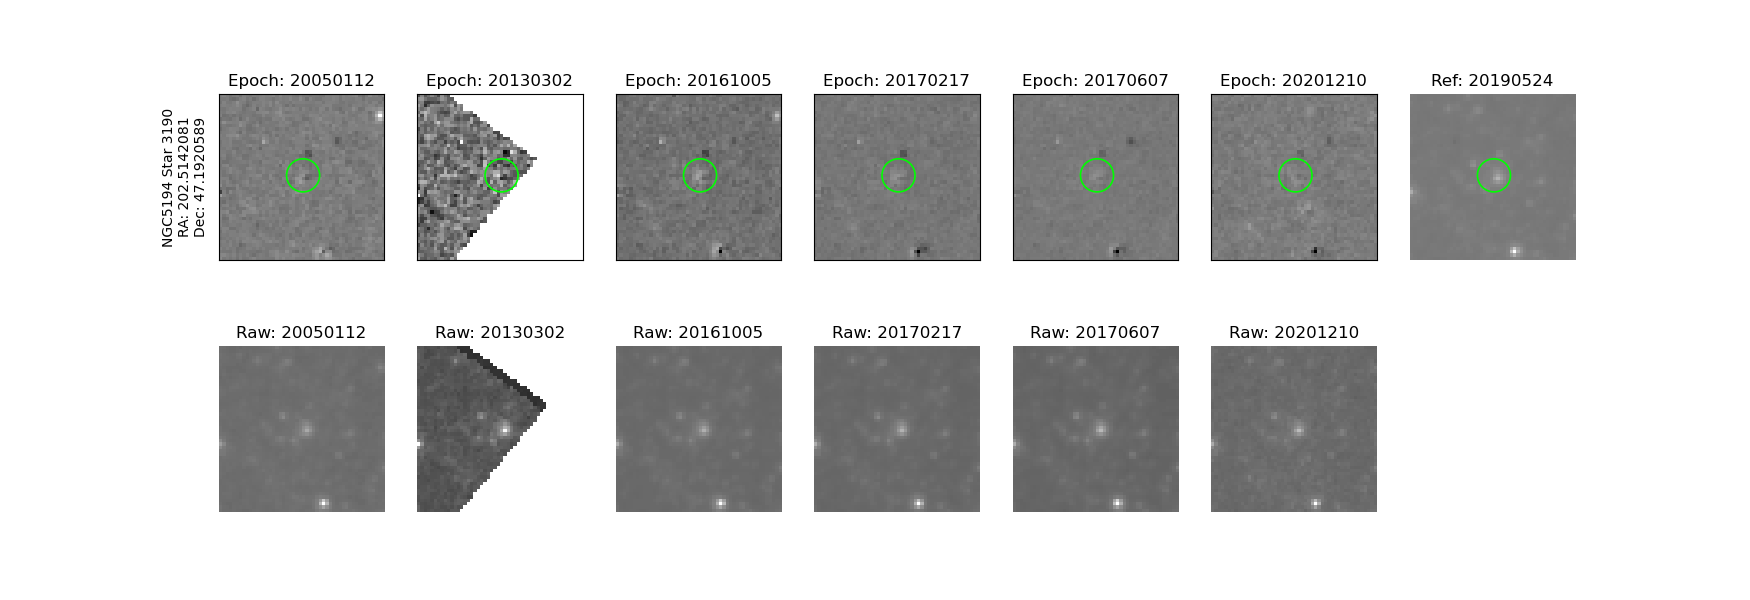 Epoch: 20050112
Epoch: 20130302
Epoch: 20161005
Epoch: 20170217
Epoch: 20170607
Epoch: 20201210
Ref: 20190524
NGC5194 Star 3190
RA: 202.5142081
Dec: 47.1920589
Raw: 20050112
Raw: 20130302
Raw: 20161005
Raw: 20170217
Raw: 20170607
Raw: 20201210